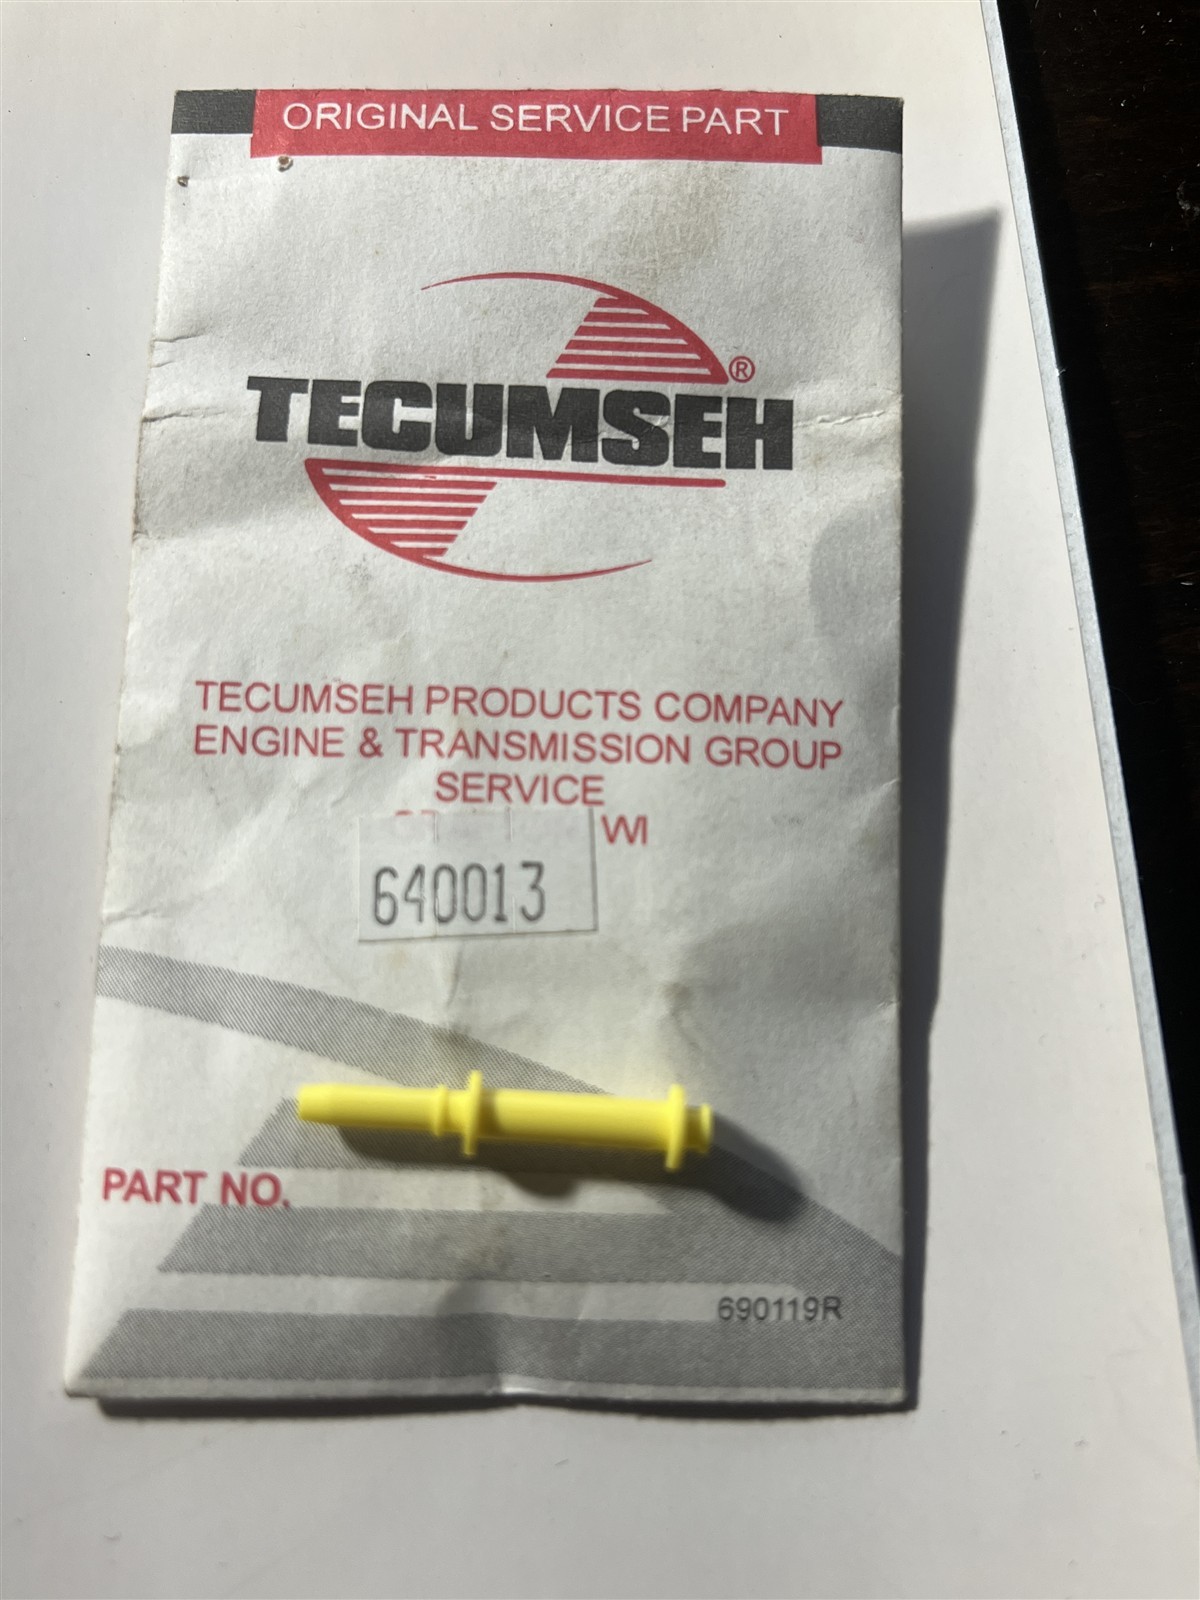 ORIGINAL SERVICE PART
TECUMSEH®
TECUMSEH PRODUCTS COMPANY
ENGINE & TRANSMISSION GROUP
SERVICE
WI
640013
PART NO.
690119R